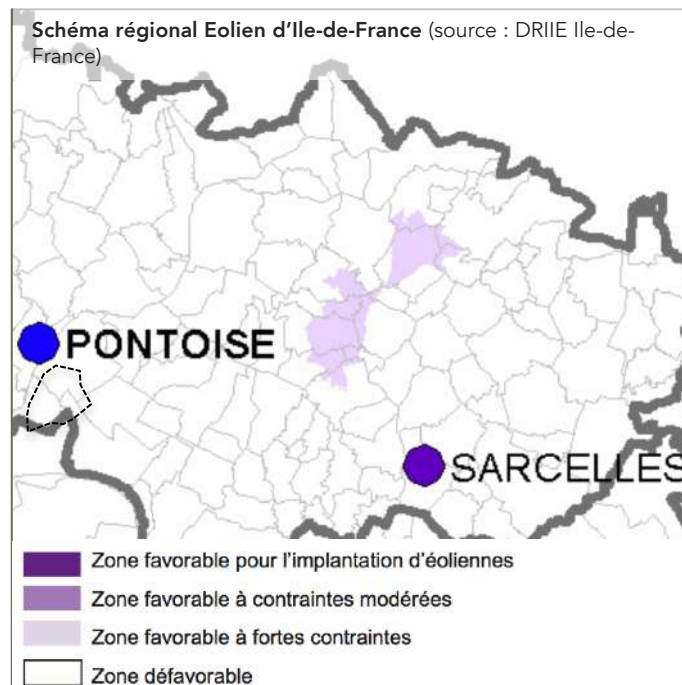 Schéma régional Eolien d'Ile-de-France (source : DRIIE Ile-de-
France)
PONTOISE
SARCELLES
Zone favorable pour l'implantation d'éoliennes
Zone favorable à contraintes modérées
Zone favorable à fortes contraintes
Zone défavorable